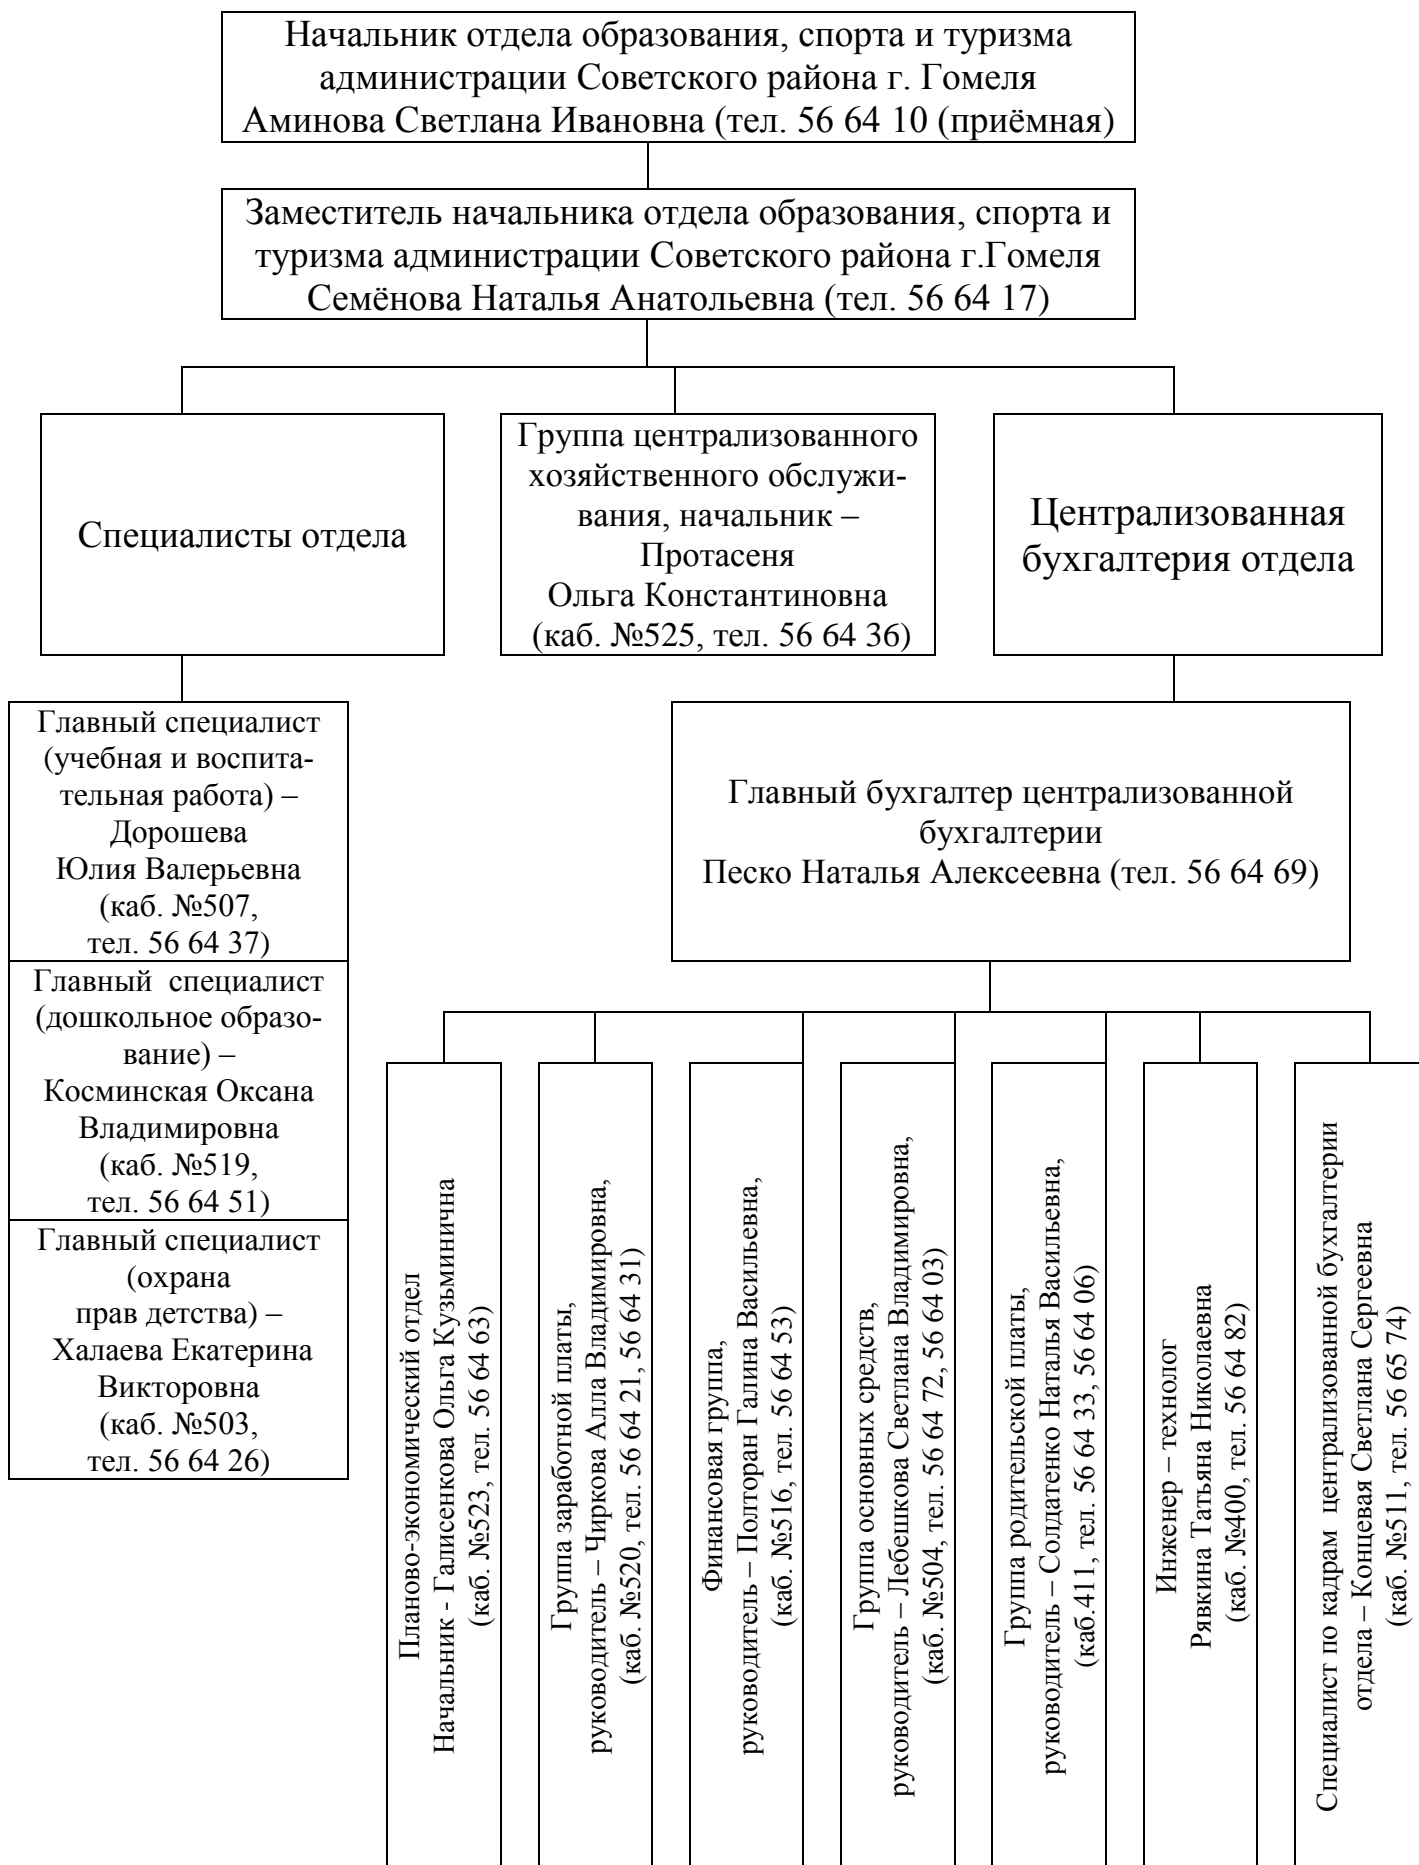 Начальник отдела образования, спорта и туризма
администрации Советского района г. Гомеля
Аминова Светлана Ивановна (тел. 56 64 10 (приёмная)
Заместитель начальника отдела образования, спорта и
туризма администрации Советского района г.Гомеля
Семёнова Наталья Анатольевна (тел. 56 64 17)
Специалисты отдела
Группа централизованного
хозяйственного обслужи-
вания, начальник –
Протасеня
Ольга Константиновна
(каб. №525, тел. 56 64 36)
Централизованная
бухгалтерия отдела
Главный специалист
(учебная и воспита-
тельная работа) –
Дорошева
Юлия Валерьевна
(каб. №507,
тел. 56 64 37)
Главный специалист
(дошкольное образо-
вание) –
Косминская Оксана
Владимировна
(каб. №519,
тел. 56 64 51)
Главный специалист
(охрана
прав детства) –
Халаева Екатерина
Викторовна
(каб. №503,
тел. 56 64 26)
Главный бухгалтер централизованной
бухгалтерии
Песко Наталья Алексеевна (тел. 56 64 69)
Планово-экономический отдел
Начальник - Галисенкова Ольга Кузьминична
(каб. №523, тел. 56 64 63)
Группа заработной платы,
руководитель – Чиркова Алла Владимировна,
(каб. №520, тел. 56 64 21, 56 64 31)
Финансовая группа,
руководитель – Полторан Галина Васильевна,
(каб. №516, тел. 56 64 53)
Группа основных средств,
руководитель – Лебешкова Светлана Владимировна,
(каб. №504, тел. 56 64 72, 56 64 03)
Группа родительской платы,
руководитель – Солдатенко Наталья Васильевна,
(каб.411, тел. 56 64 33, 56 64 06)
Инженер – технолог
Рявкина Татьяна Николаевна
(каб. №400, тел. 56 64 82)
Специалист по кадрам централизованной бухгалтерии
отдела – Концевая Светлана Сергеевна
(каб. №511, тел. 56 65 74)